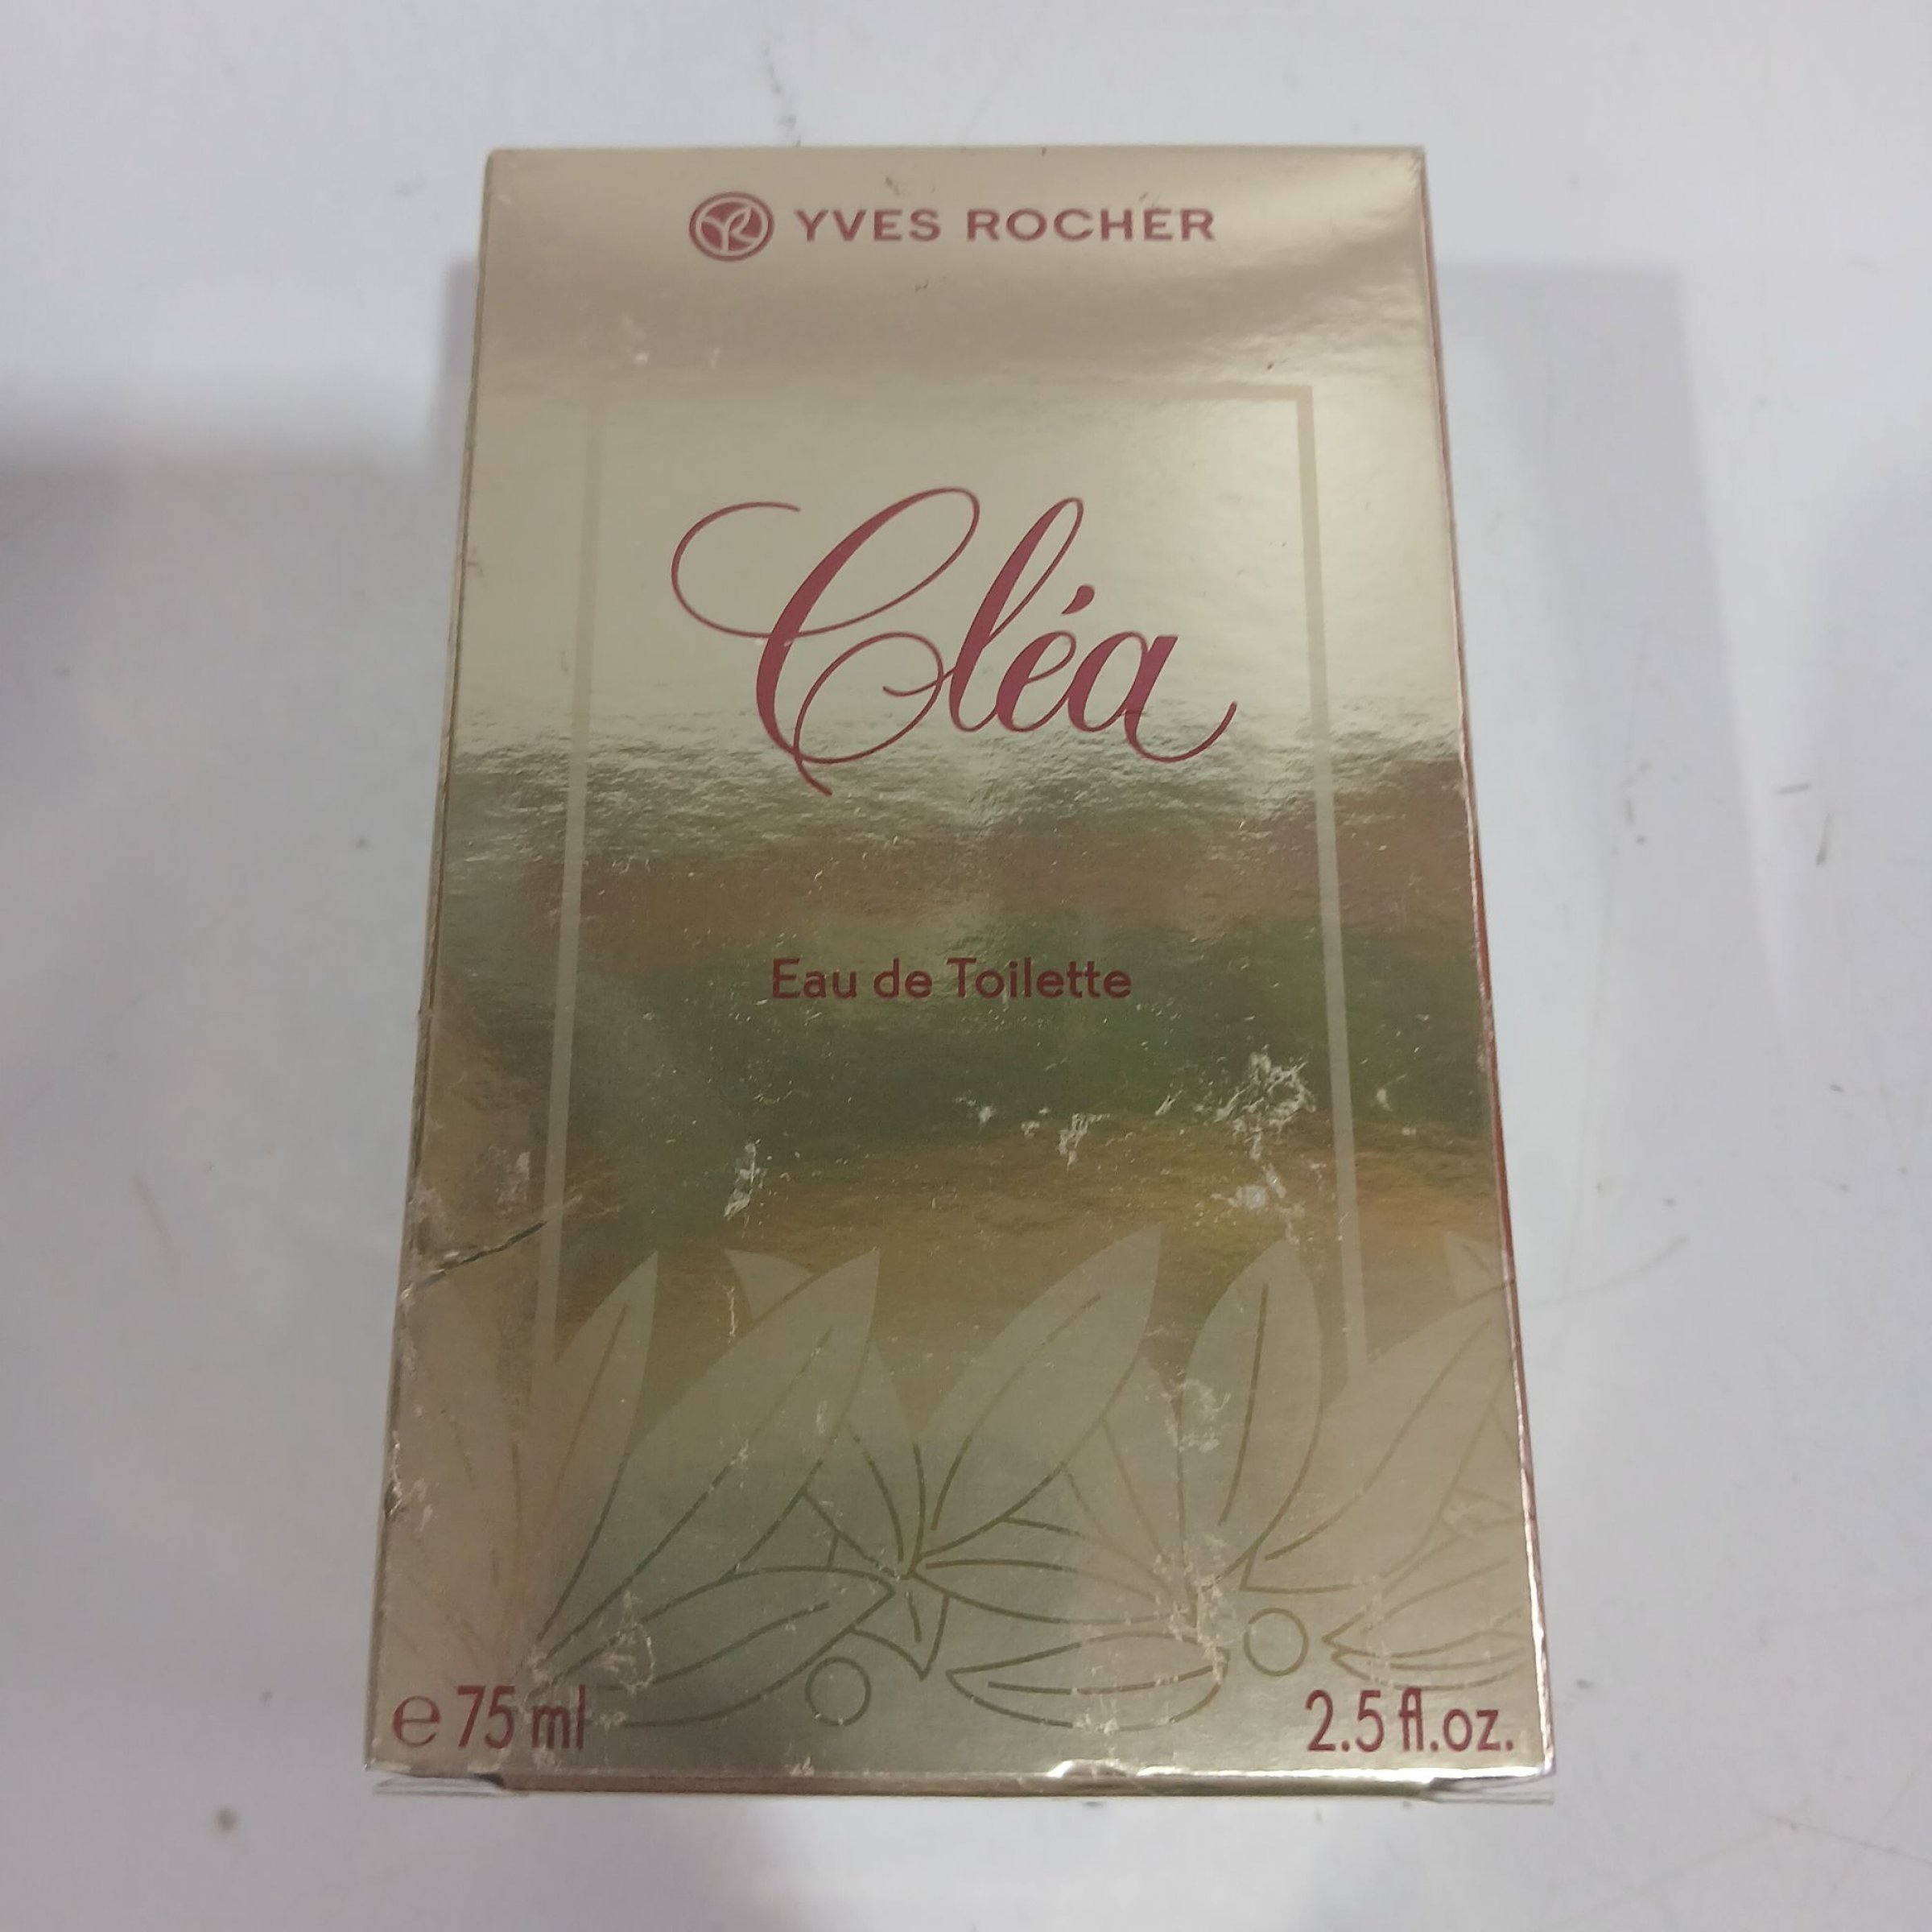 YVES ROCHER
Cléa
Eau de Toilette
℮ 75 ml
2.5 fl.oz.